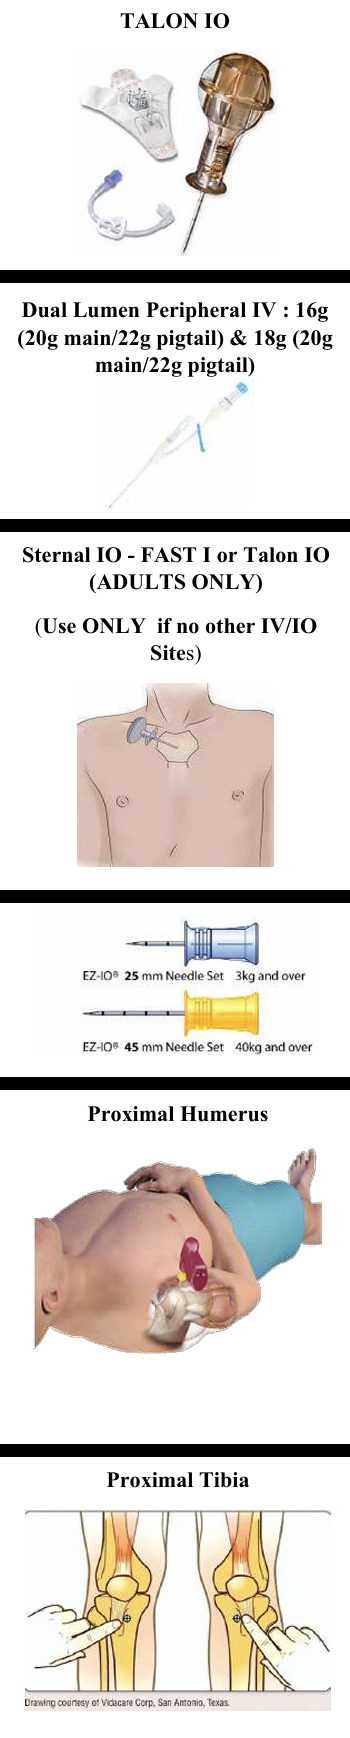 TALON IO
Dual Lumen Peripheral IV : 16g
(20g main/22g pigtail) & 18g (20g
main/22g pigtail)
Sternal IO - FAST I or Talon IO
(ADULTS ONLY)
(Use ONLY  if no other IV/IO
Sites)
EZ-IO® 25 mm Needle Set 3kg and over
EZ-IO® 45 mm Needle Set 40kg and over
Proximal Humerus
Proximal Tibia
Drawing courtesy of Vidacare Corp, San Antonio, Texas.